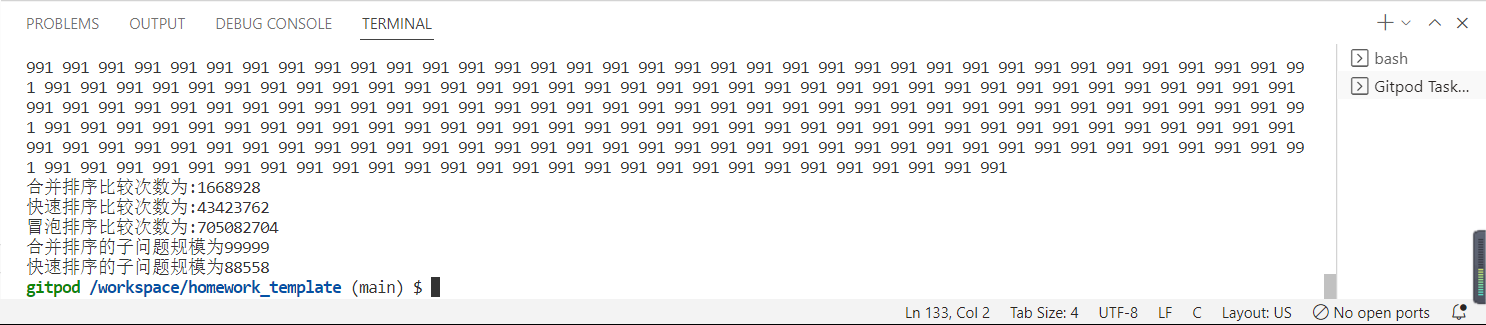 PROBLEMS OUTPUT DEBUG CONSOLE TERMINAL
991 991 991 991 991 991 991 991 991 991 991 991 991 991 991 991 991 991 991 991 991 991 991 991 991 991 991 991 991 991 991 991 991 991 991 99
1 991 991 991 991 991 991 991 991 991 991 991 991 991 991 991 991 991 991 991 991 991 991 991 991 991 991 991 991 991 991 991 991 991 991 991
991 991 991 991 991 991 991 991 991 991 991 991 991 991 991 991 991 991 991 991 991 991 991 991 991 991 991 991 991 991 991 991 991 991 991 99
1 991 991 991 991 991 991 991 991 991 991 991 991 991 991 991 991 991 991 991 991 991 991 991 991 991 991 991 991 991 991 991 991 991 991 991
991 991 991 991 991 991 991 991 991 991 991 991 991 991 991 991 991 991 991 991 991 991 991 991 991 991 991 991 991 991 991 991 991 991 991 99
1 991 991 991 991 991 991 991 991 991 991 991 991 991 991 991 991 991 991 991 991 991 991 991 991 991 991 991
合并排序比较次数为:1668928
快速排序比较次数为:43423762
冒泡排序比较次数为:705082704
合并排序的子问题规模为99999
快速排序的子问题规模为88558
gitpod /workspace/homework_template (main) $
bash
Gitpod Task...
Ln 133, Col 2 Tab Size: 4 UTF-8 LF C Layout: US No open ports